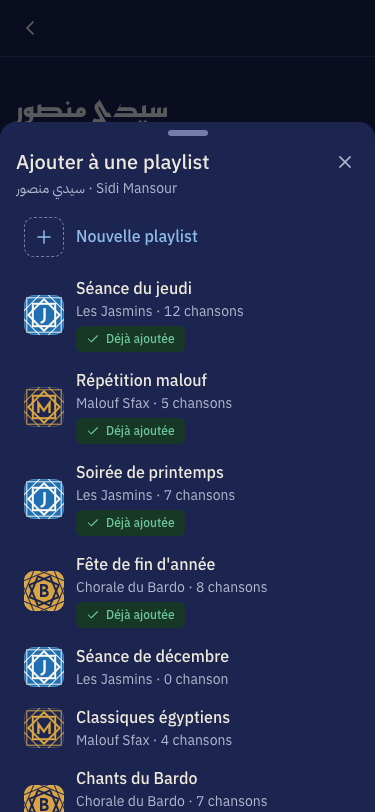 سيدي منصور
Ajouter à une playlist
سيدي منصور · Sidi Mansour
Nouvelle playlist
Séance du jeudi
J
Les Jasmins · 12 chansons
Déjà ajoutée
Répétition malouf
M
Malouf Sfax · 5 chansons
Déjà ajoutée
Soirée de printemps
J
Les Jasmins · 7 chansons
Déjà ajoutée
Fête de fin d'année
B
Chorale du Bardo · 8 chansons
Déjà ajoutée
Séance de décembre
J
Les Jasmins · 0 chanson
Classiques égyptiens
M
Malouf Sfax · 4 chansons
Chants du Bardo
B
Chorale du Bardo · 7 chansons